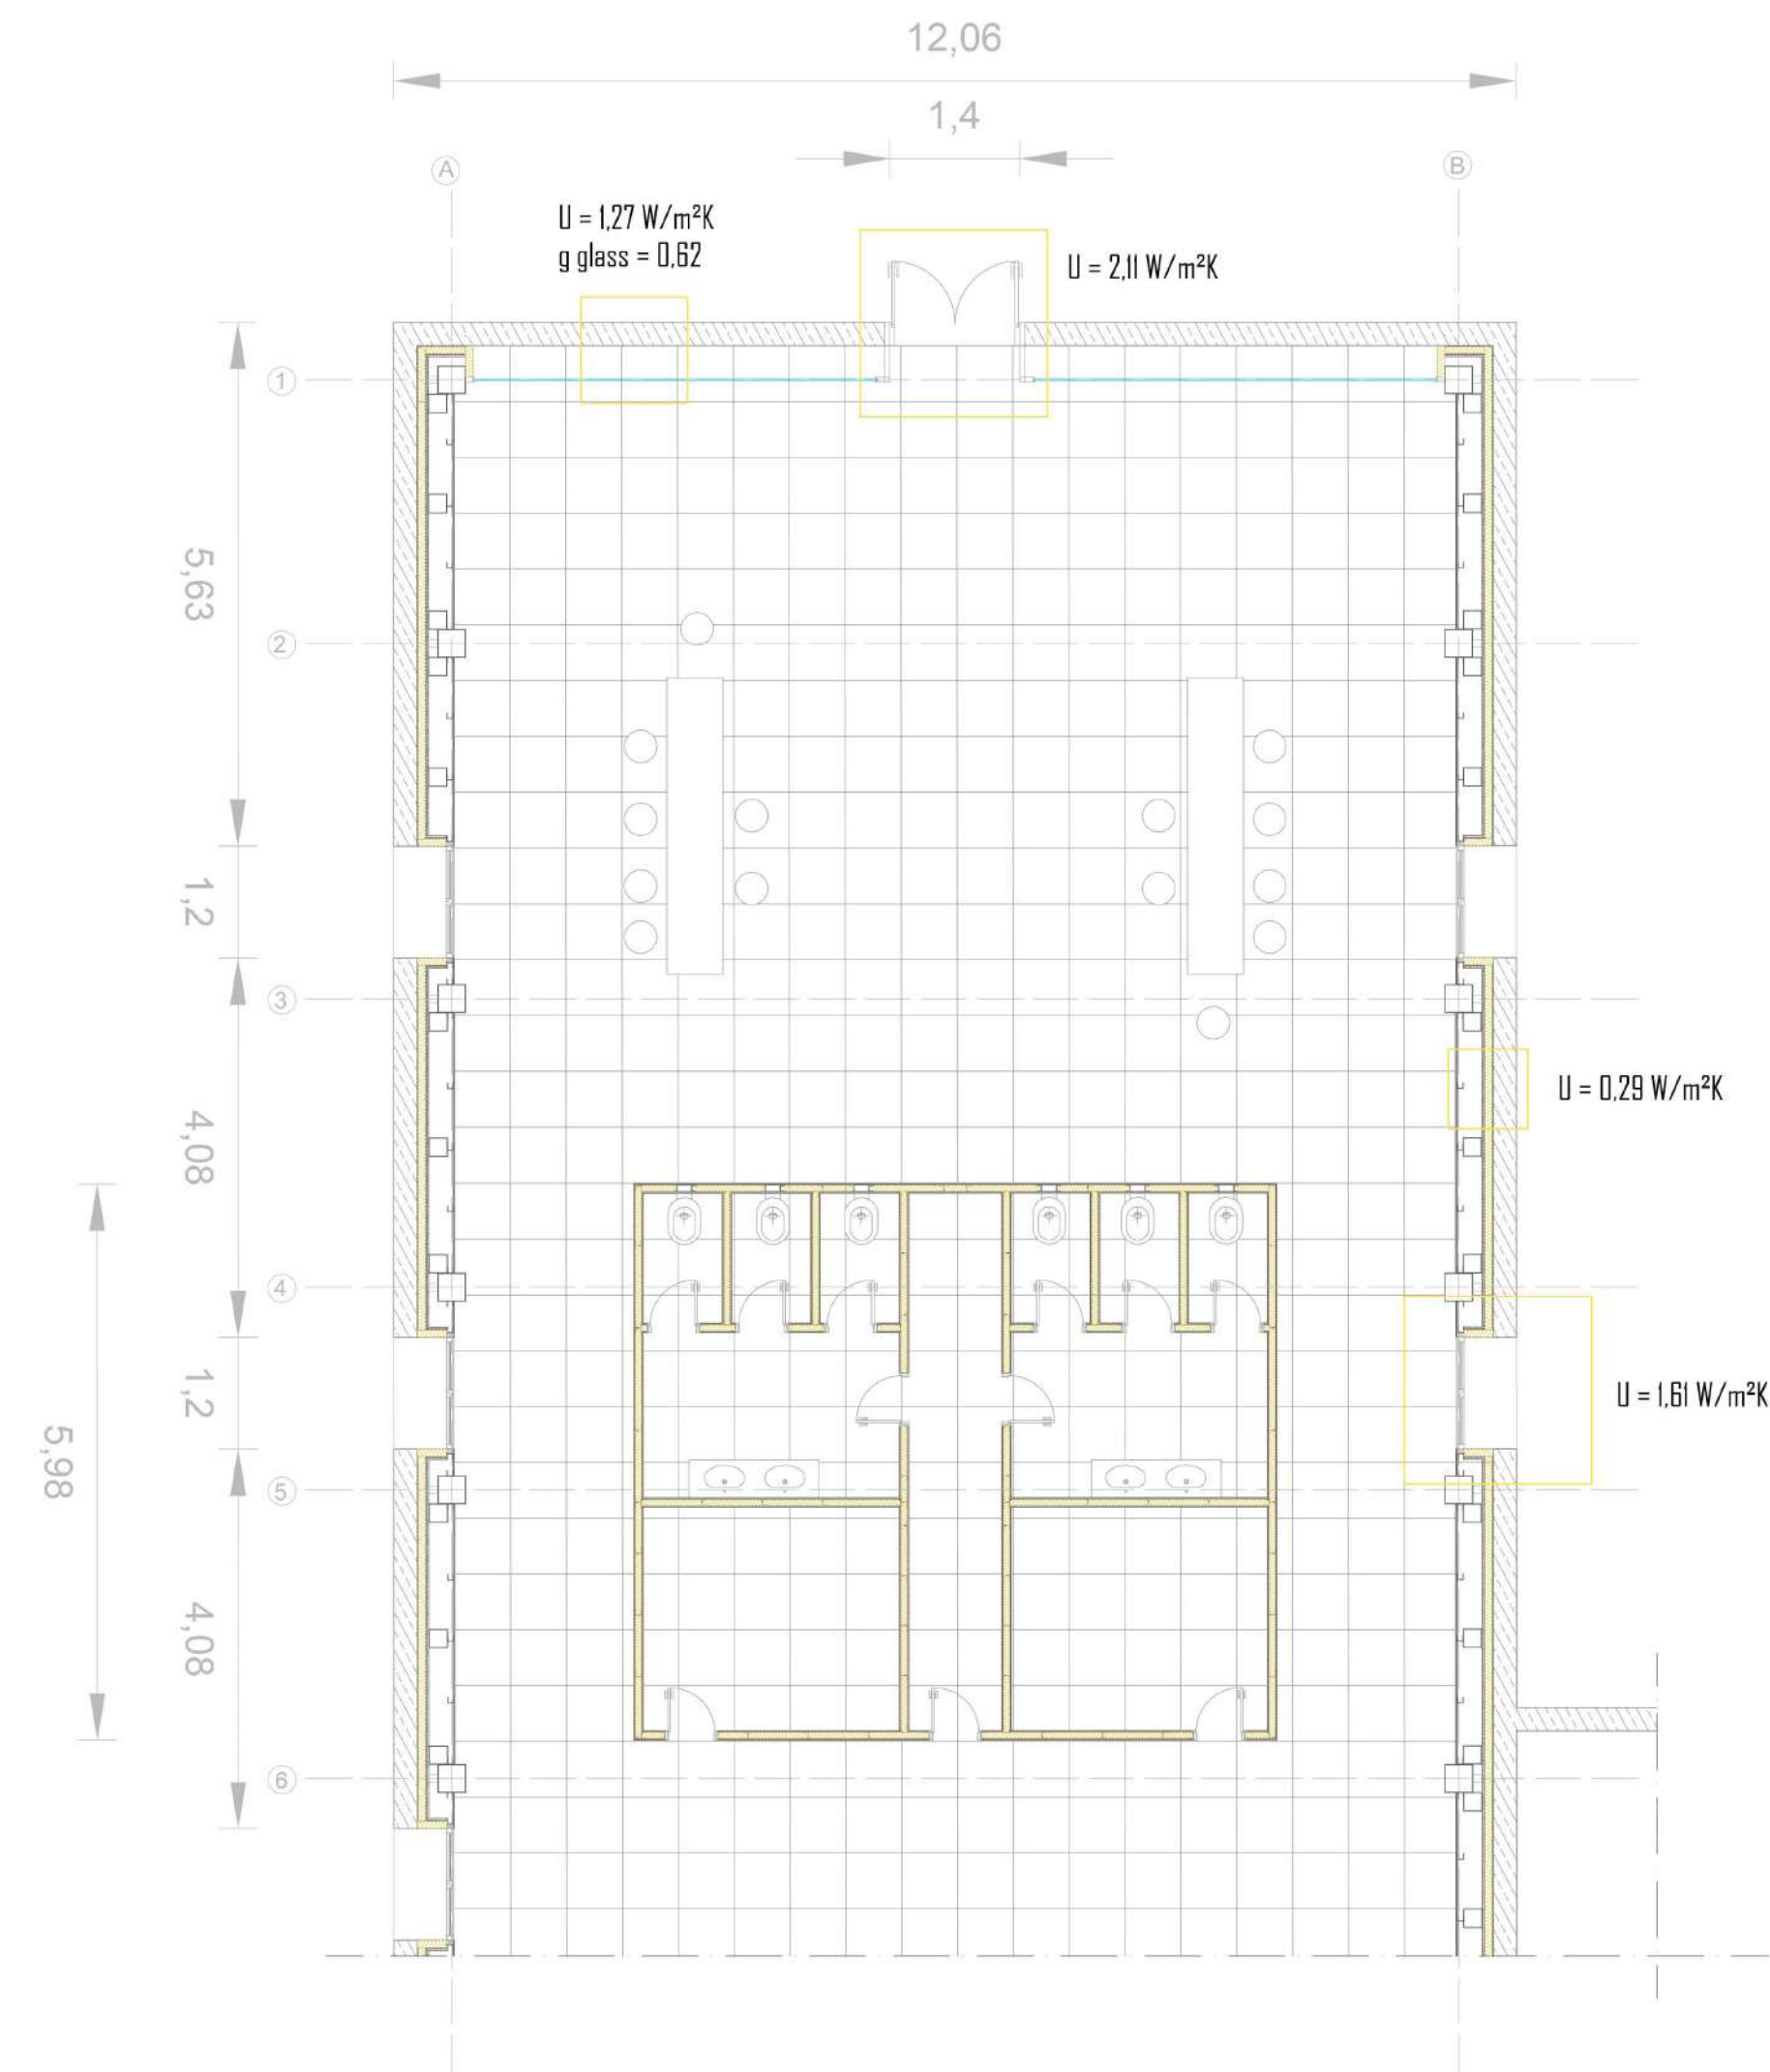 12,06
1,4
A
B
U = 1,27 W/m²K
g glass = 0,62
U = 2,11 W/m²K
1
5,63
2
1,2
3
4,08
U = 0,29 W/m²K
4
1,2
U = 1,61 W/m²K
5,98
5
4,08
6